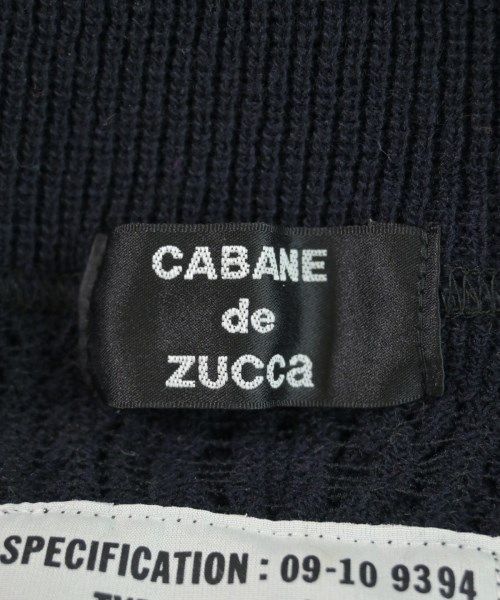 CABANE
de
zucca
SPECIFICATION : 09-10 9394